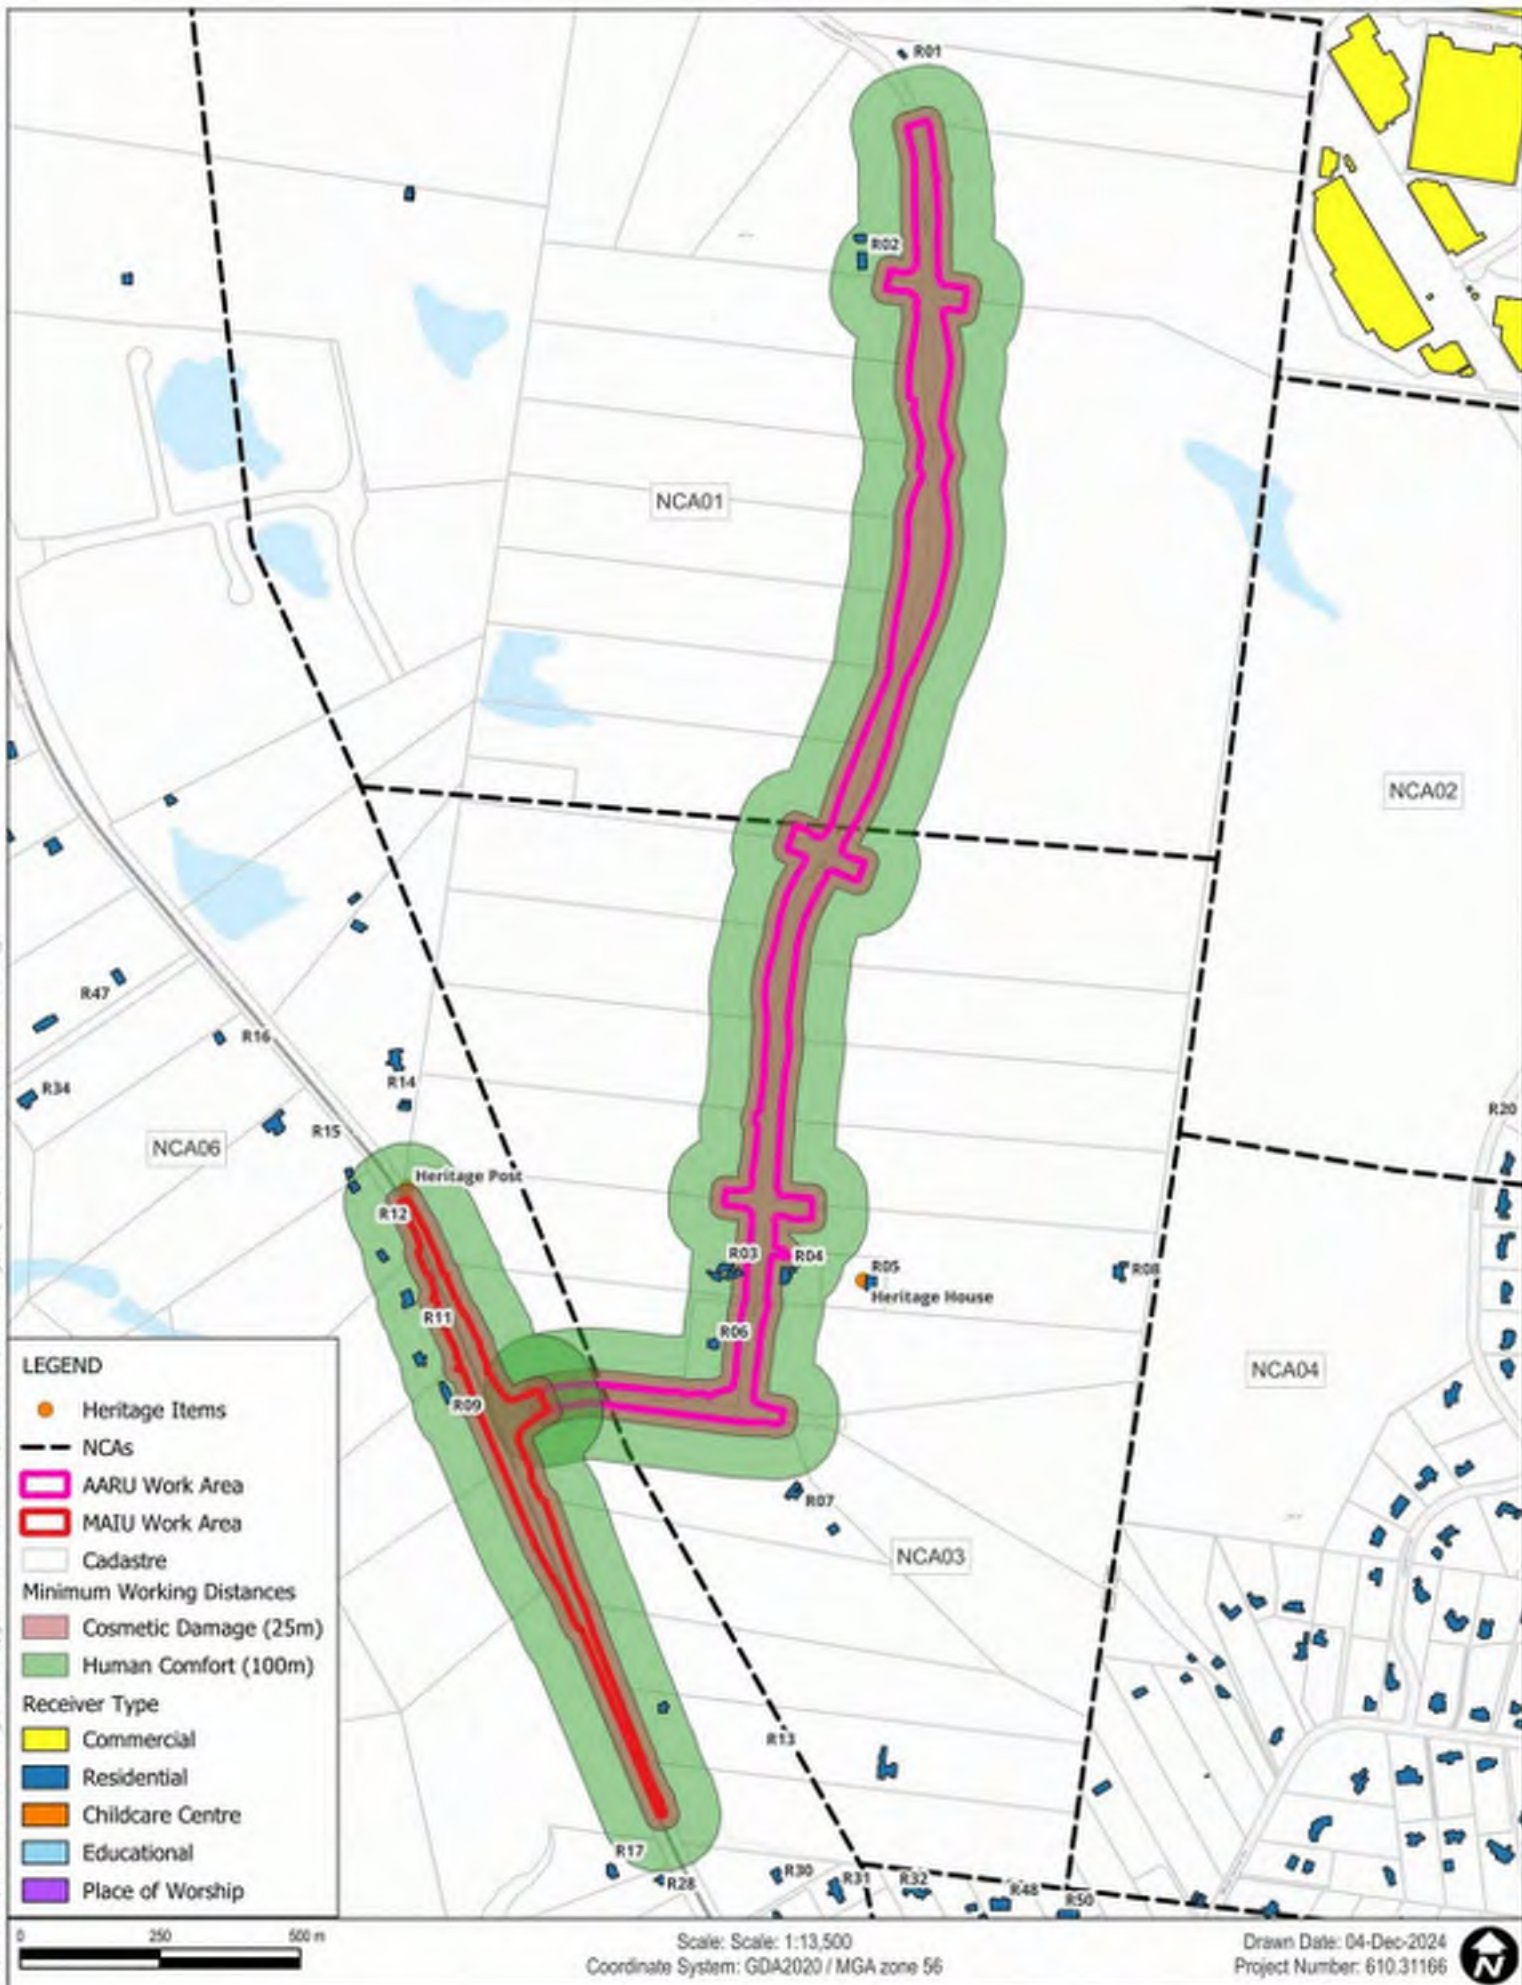 R01
R02
NCA01
NCA02
R47
R16
R34
R14
R20
R15
NCA06
Heritage Post
R12
R03
R04
R05
R08
Heritage House
R11
R06
NCA04
R09
R07
NCA03
R13
R17
R28
R30
R31
R32
R48
R50
LEGEND
Heritage Items
NCAs
AARU Work Area
MAIU Work Area
Cadastre
Minimum Working Distances
Cosmetic Damage (25m)
Human Comfort (100m)
Receiver Type
Commercial
Residential
Childcare Centre
Educational
Place of Worship
0 250 500 m
Scale: Scale: 1:13,500
Coordinate System: GDA2020 / MGA zone 56
Drawn Date: 04-Dec-2024
Project Number: 610.31166
N